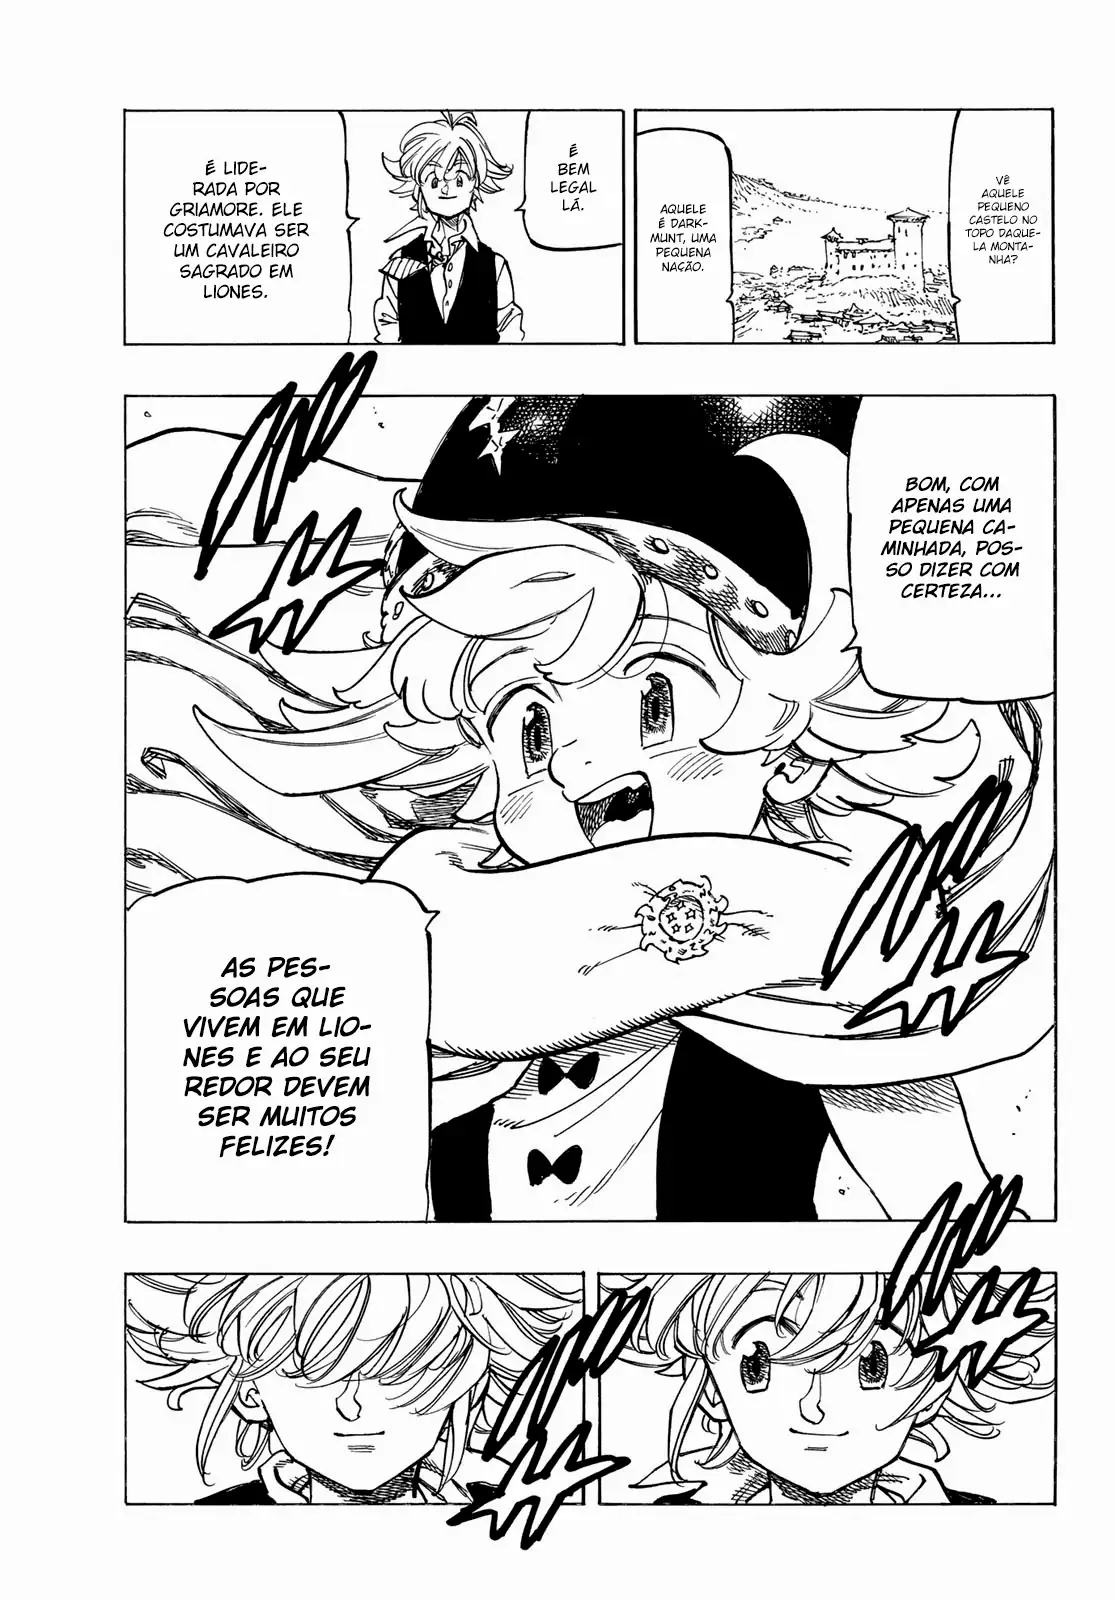 VÊ
AQUELE
PEQUENO
CASTELO NO
TOPO DAQUE-
LA MONTA-
NHA?
AQUELE
É DARK-
MUNT, UMA
PEQUENA
NAÇÃO.
É
BEM
LEGAL
LÁ.
É LIDE-
RADA POR
GRIAMORE. ELE
COSTUMAVA SER
UM CAVALEIRO
SAGRADO EM
LIONES.
BOM, COM
APENAS UMA
PEQUENA CA-
MINHADA, POS-
SO DIZER COM
CERTEZA...
AS PES-
SOAS QUE
VIVEM EM LIO-
NES E AO SEU
REDOR DEVEM
SER MUITOS
FELIZES!